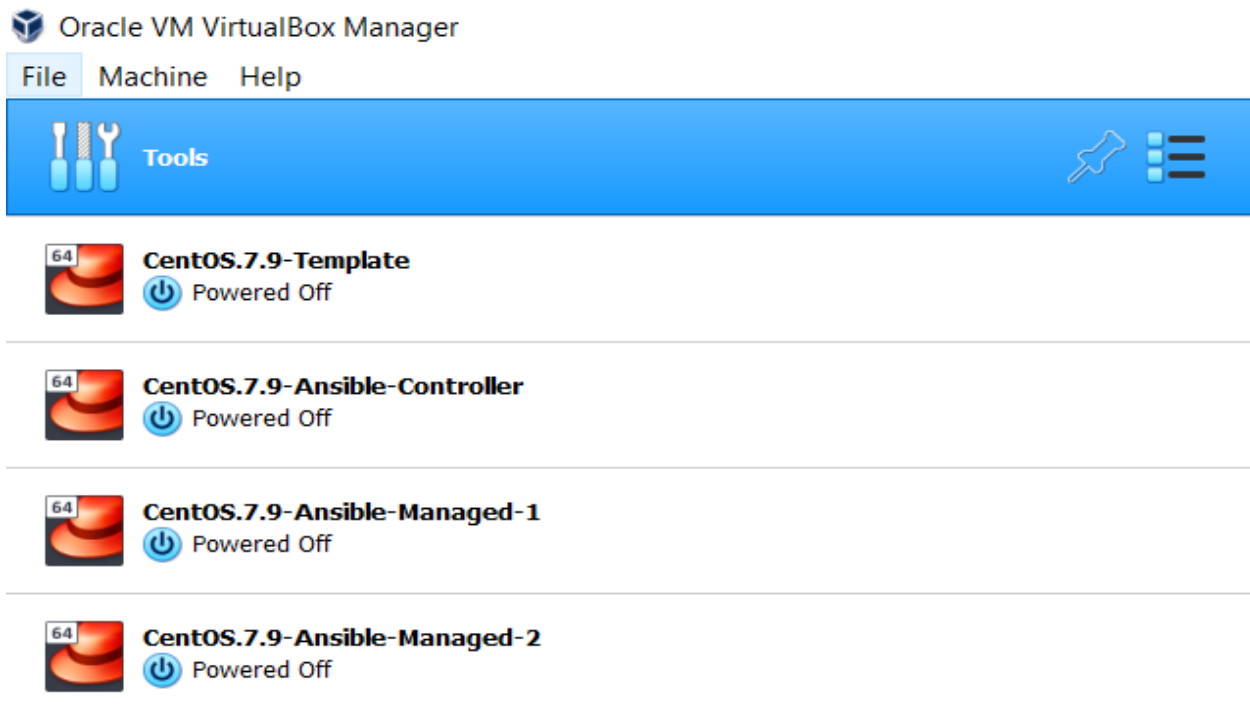 Oracle VM VirtualBox Manager
File Machine Help
Tools
64 CentOS.7.9-Template
Powered Off
64 CentOS.7.9-Ansible-Controller
Powered Off
64 CentOS.7.9-Ansible-Managed-1
Powered Off
64 CentOS.7.9-Ansible-Managed-2
Powered Off